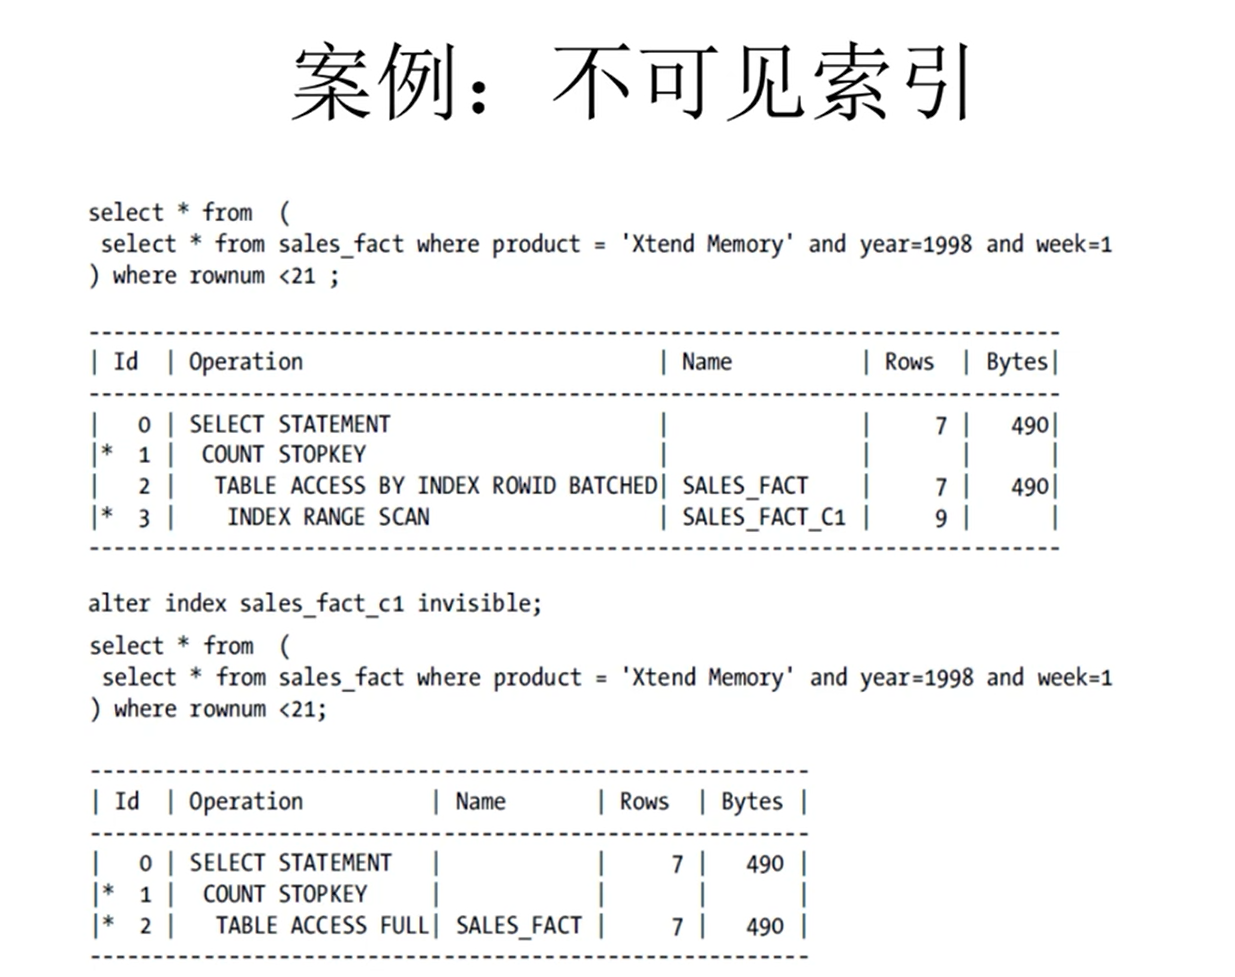 案例：不可见索引
select * from  (
 select * from sales_fact where product = 'Xtend Memory' and year=1998 and week=1
) where rownum <21 ;
-----------------------------------------------------------------------------
| Id  | Operation                            | Name          | Rows  | Bytes|
-----------------------------------------------------------------------------
|   0 | SELECT STATEMENT                     |               |     7 |   490|
|*  1 |  COUNT STOPKEY                       |               |       |      |
|   2 |   TABLE ACCESS BY INDEX ROWID BATCHED| SALES_FACT    |     7 |   490|
|*  3 |    INDEX RANGE SCAN                  | SALES_FACT_C1 |     9 |      |
-----------------------------------------------------------------------------
alter index sales_fact_c1 invisible;
select * from  (
 select * from sales_fact where product = 'Xtend Memory' and year=1998 and week=1
) where rownum <21;
---------------------------------------------------------
| Id  | Operation          | Name       | Rows  | Bytes |
---------------------------------------------------------
|   0 | SELECT STATEMENT   |            |     7 |   490 |
|*  1 |  COUNT STOPKEY     |            |       |       |
|*  2 |   TABLE ACCESS FULL| SALES_FACT |     7 |   490 |
---------------------------------------------------------